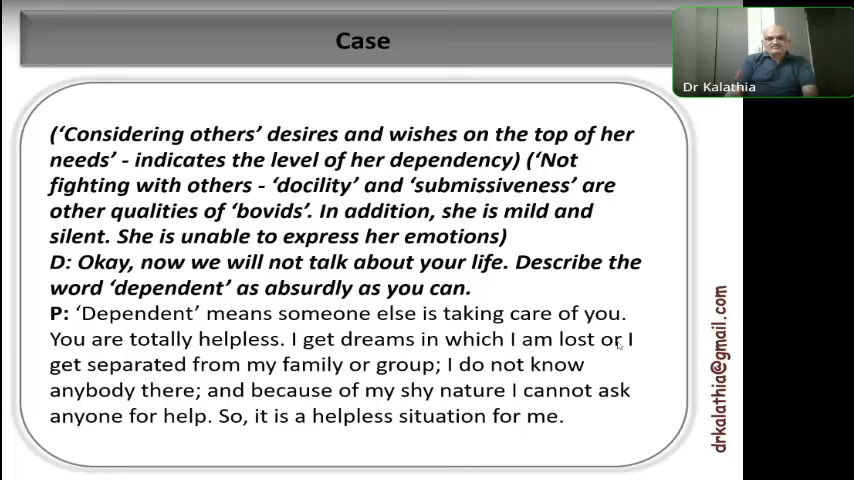 Case
Dr Kalathia
('Considering others' desires and wishes on the top of her
needs' - indicates the level of her dependency) ('Not
fighting with others - 'docility' and 'submissiveness' are
other qualities of 'bovids'. In addition, she is mild and
silent. She is unable to express her emotions)
D: Okay, now we will not talk about your life. Describe the
word 'dependent' as absurdly as you can.
P: 'Dependent' means someone else is taking care of you.
You are totally helpless. I get dreams in which I am lost or I
get separated from my family or group; I do not know
anybody there; and because of my shy nature I cannot ask
anyone for help. So, it is a helpless situation for me.
drkalathia@gmail.com